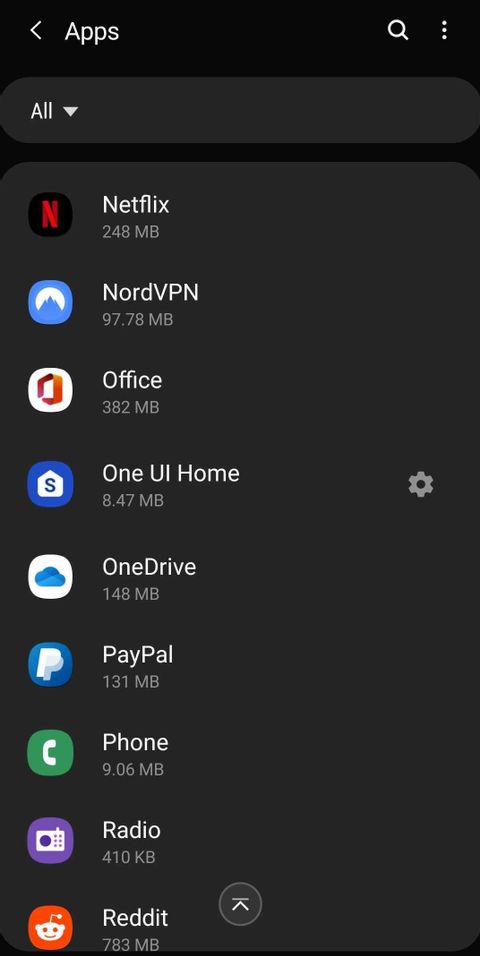 Apps
All
Netflix
248 MB
NordVPN
97.78 MB
Office
382 MB
One UI Home
8.47 MB
OneDrive
148 MB
PayPal
131 MB
Phone
9.06 MB
Radio
410 KB
Reddit
783 MB